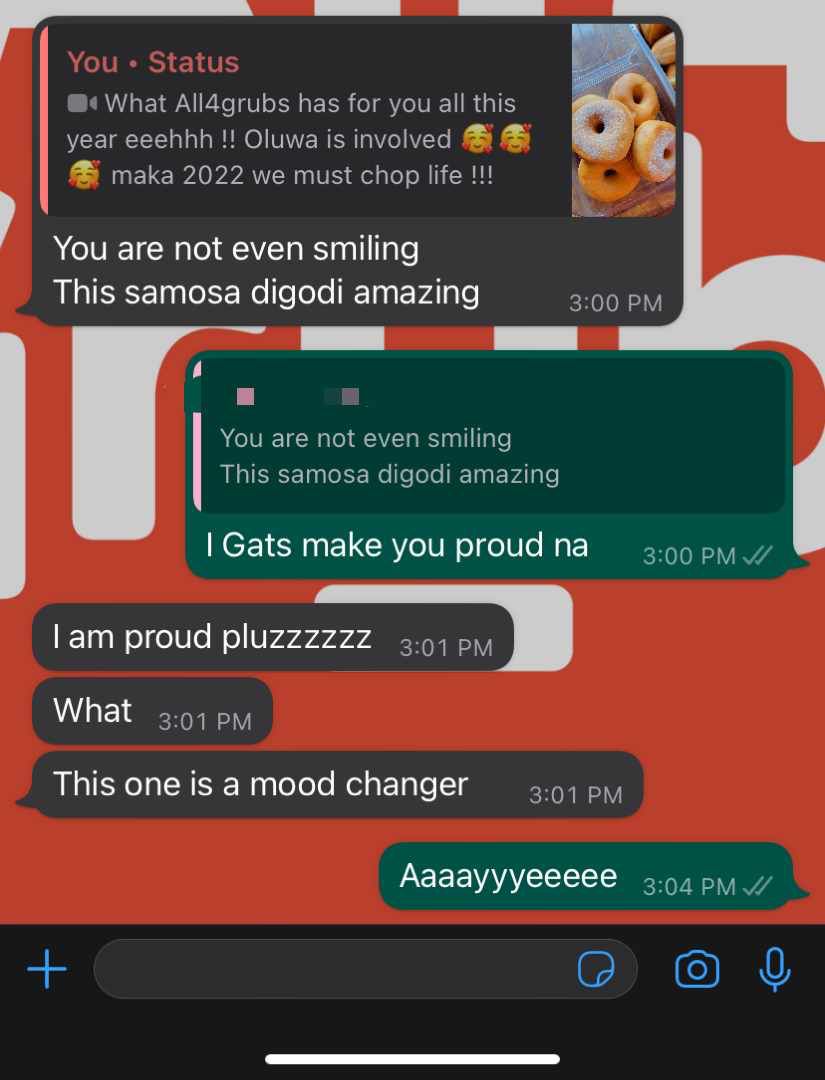 You • Status
What All4grubs has for you all this
year eeehhh !! Oluwa is involved 🥰🥰
🥰 maka 2022 we must chop life !!!
You are not even smiling
This samosa digodi amazing
3:00 PM
You are not even smiling
This samosa digodi amazing
I Gats make you proud na
3:00 PM
I am proud pluzzzzzz
3:01 PM
What
3:01 PM
This one is a mood changer
3:01 PM
Aaaayyyeeeee
3:04 PM